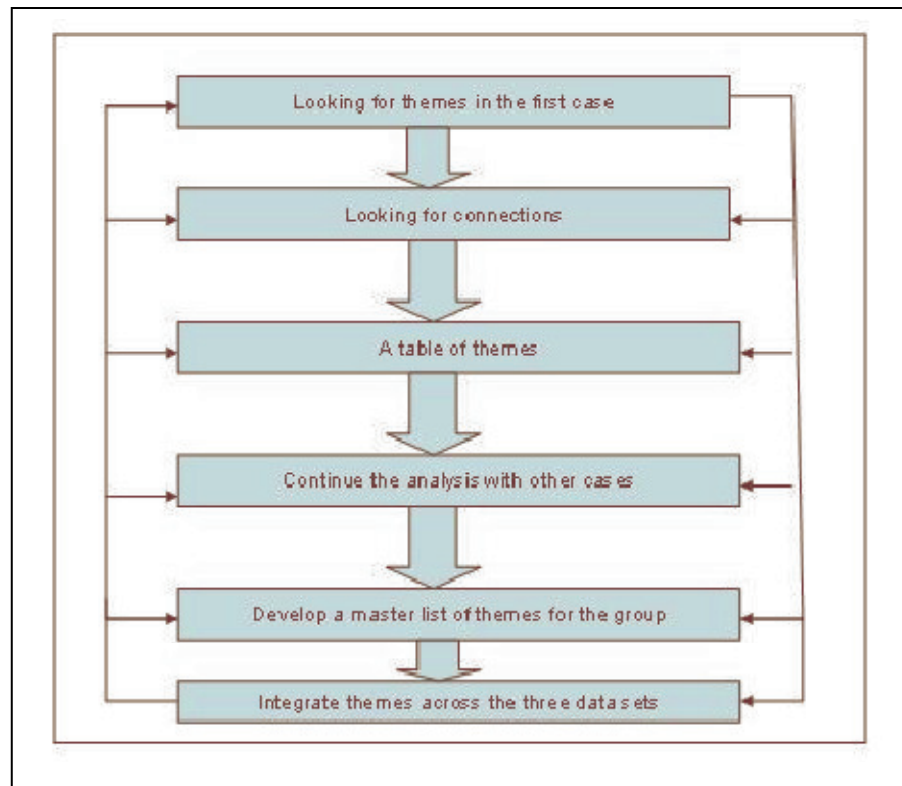 Looking for themes in the first case
Looking for connections
A table of themes
Continue the analysis with other cases
Develop a master list of themes for the group
Integrate themes across the three data sets